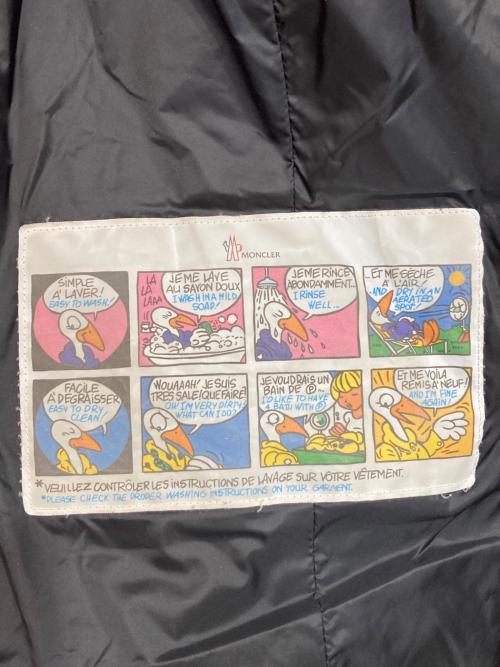 MONCLER
SIMPLE
À LAVER!
EASY TO WASH!
LA
LA
LAAA
JE ME LAVE
AU SAVON DOUX
I WASH IN A MILD
SOAP!
JE ME RINCE
ABONDAMMENT...
I RINSE
WELL...
...ET ME SÈCHE
À L'AIR...
...AND DRY IN AN
AERATED
SPOT!
FACILE
À DÉGRAISSER
EASY TO DRY
CLEAN
WOUAAAH! JE SUIS
TRÈS SALE! QUE FAIRE!
OH! I'M VERY DIRTY!
WHAT CAN I DO?
JE VOUDRAIS UN
BAIN DE Ⓟ...
I'D LIKE TO HAVE
A BATH WITH Ⓟ
ET ME VOILÀ
REMIS À NEUF!
AND I'M FINE
AGAIN!
*VEUILLEZ CONTRÔLER LES INSTRUCTIONS DE LAVAGE SUR VÔTRE VÊTEMENT.
*PLEASE CHECK THE PROPER WASHING INSTRUCTIONS ON YOUR GARMENT.